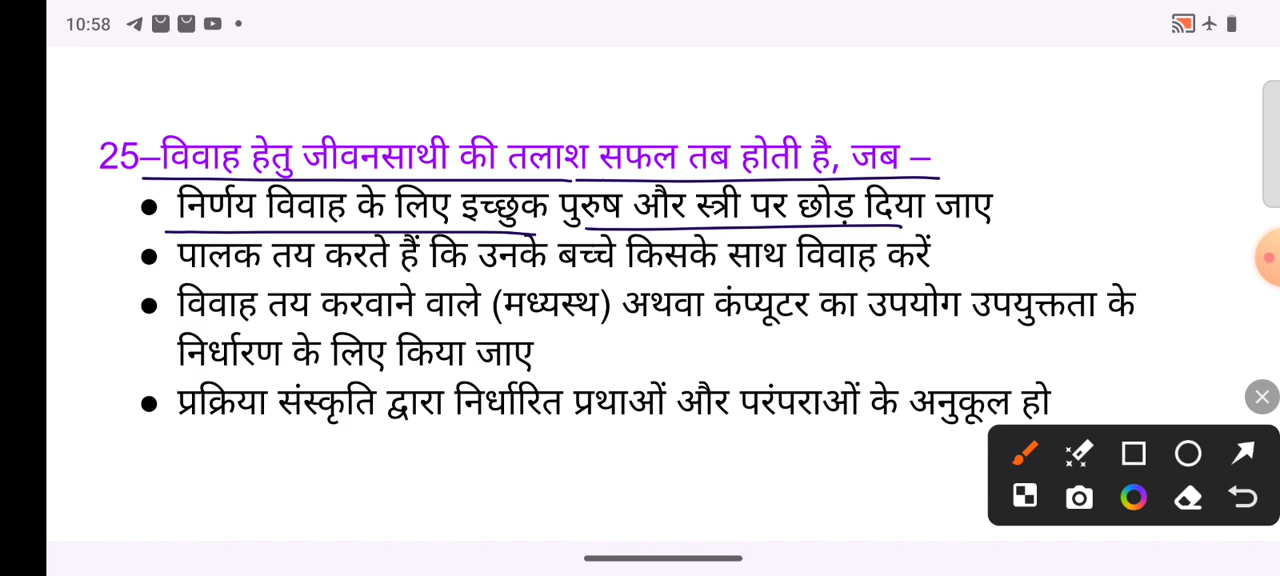 10:58
25–विवाह हेतु जीवनसाथी की तलाश सफल तब होती है, जब –
● निर्णय विवाह के लिए इच्छुक पुरुष और स्त्री पर छोड़ दिया जाए
● पालक तय करते हैं कि उनके बच्चे किसके साथ विवाह करें
● विवाह तय करवाने वाले (मध्यस्थ) अथवा कंप्यूटर का उपयोग उपयुक्तता के
निर्धारण के लिए किया जाए
● प्रक्रिया संस्कृति द्वारा निर्धारित प्रथाओं और परंपराओं के अनुकूल हो